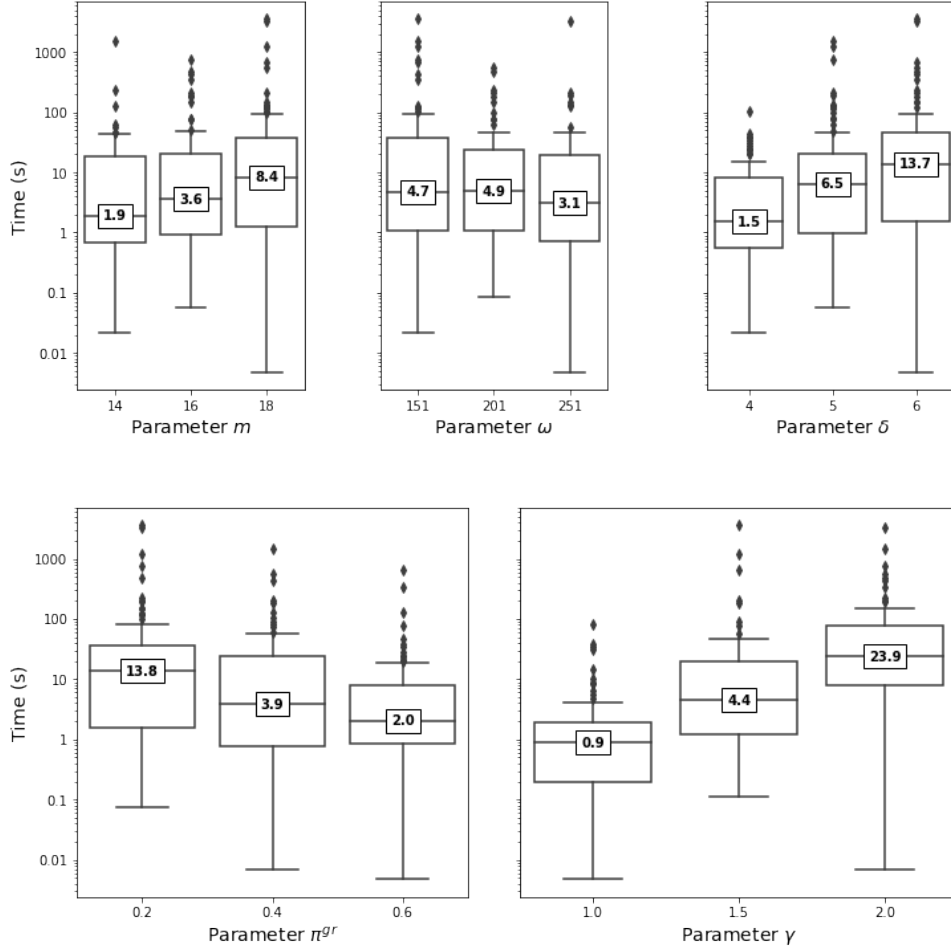 Time (s)
1000
100
10
1
0.1
0.01
1.9
3.6
8.4
14 16 18
Parameter m
4.7
4.9
3.1
151 201 251
Parameter ω
1.5
6.5
13.7
4 5 6
Parameter δ
Time (s)
1000
100
10
1
0.1
0.01
13.8
3.9
2.0
0.2 0.4 0.6
Parameter π^gr
0.9
4.4
23.9
1.0 1.5 2.0
Parameter γ